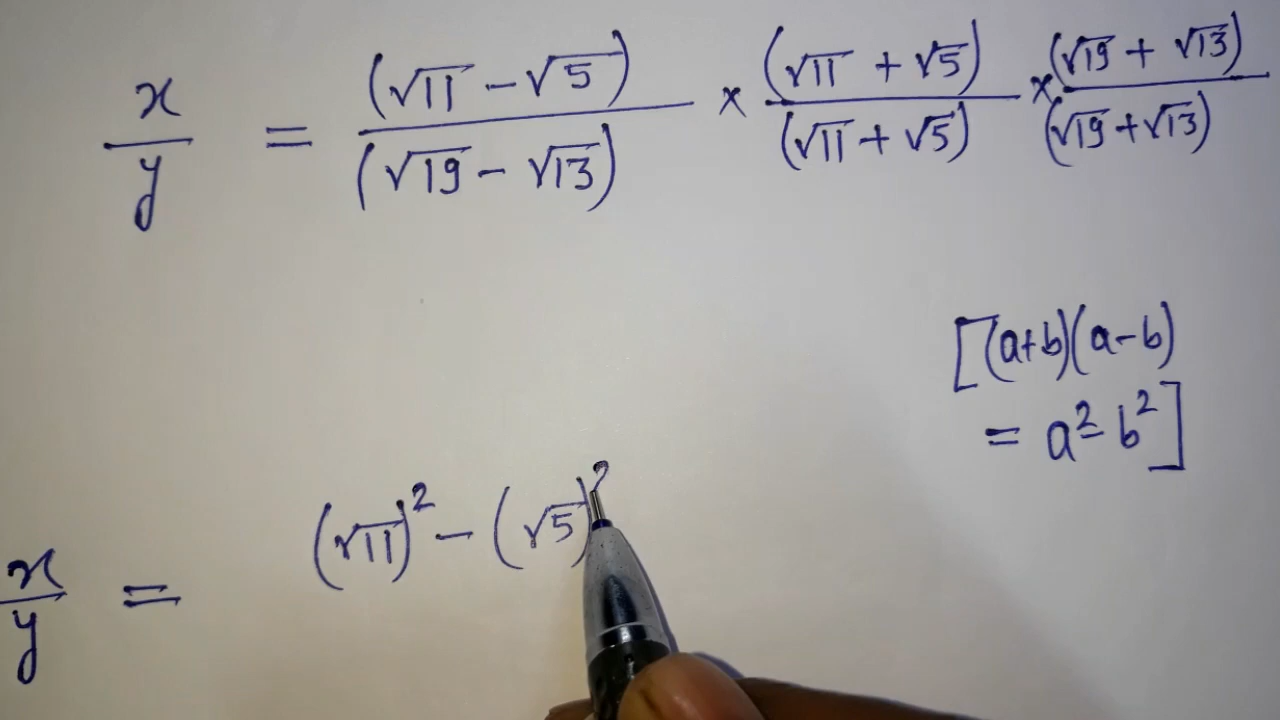 x/y = (√11 - √5)/(√19 - √13) × (√11 + √5)/(√11 + √5) × (√19 + √13)/(√19 + √13)
[(a+b)(a-b)
= a² - b²]
x/y = (√11)² - (√5)²